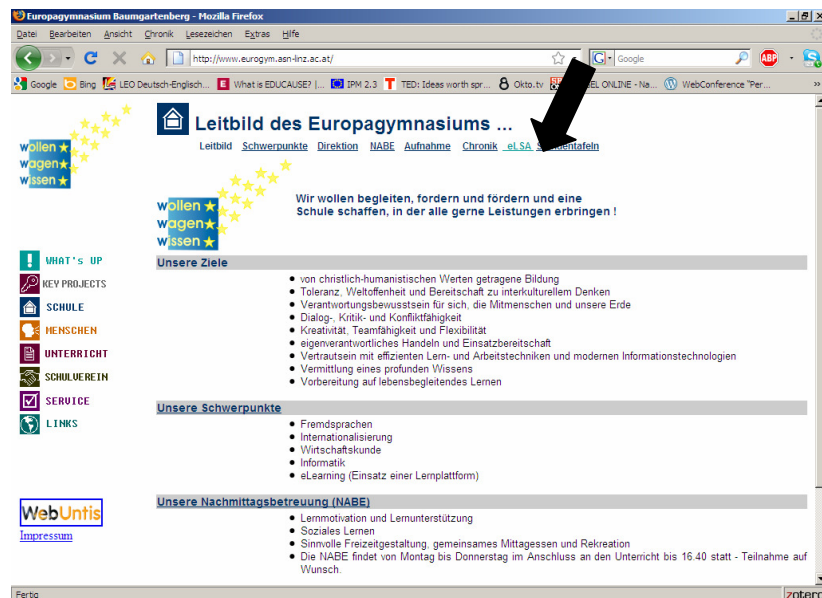 Europagymnasium Baumgartenberg - Mozilla Firefox
Datei Bearbeiten Ansicht Chronik Lesezeichen Extras Hilfe
http://www.eurogym.asn-linz.ac.at/
Google
ABP
Google Bing LEO Deutsch-Englisch... What is EDUCAUSE? |... IPM 2.3 TED: Ideas worth spr... Okto.tv EL ONLINE - Na... WebConference "Per... »
Leitbild des Europagymnasiums ...
Leitbild Schwerpunkte Direktion NABE Aufnahme Chronik eLSA
wollen
wagen
wissen
wollen
wagen
wissen
Wir wollen begleiten, fordern und fördern und eine
Schule schaffen, in der alle gerne Leistungen erbringen !
WHAT's UP
KEY PROJECTS
SCHULE
MENSCHEN
UNTERRICHT
SCHULVEREIN
SERVICE
LINKS
WebUntis
Impressum
Unsere Ziele
● von christlich-humanistischen Werten getragene Bildung
● Toleranz, Weltoffenheit und Bereitschaft zu interkulturellem Denken
● Verantwortungsbewusstsein für sich, die Mitmenschen und unsere Erde
● Dialog-, Kritik- und Konfliktfähigkeit
● Kreativität, Teamfähigkeit und Flexibilität
● eigenverantwortliches Handeln und Einsatzbereitschaft
● Vertrautsein mit effizienten Lern- und Arbeitstechniken und modernen Informationstechnologien
● Vermittlung eines profunden Wissens
● Vorbereitung auf lebensbegleitendes Lernen
Unsere Schwerpunkte
● Fremdsprachen
● Internationalisierung
● Wirtschaftskunde
● Informatik
● eLearning (Einsatz einer Lernplattform)
Unsere Nachmittagsbetreuung (NABE)
● Lernmotivation und Lernunterstützung
● Soziales Lernen
● Sinnvolle Freizeitgestaltung, gemeinsames Mittagessen und Rekreation
● Die NABE findet von Montag bis Donnerstag im Anschluss an den Unterricht bis 16.40 statt - Teilnahme auf
Wunsch.
Fertig
zotero